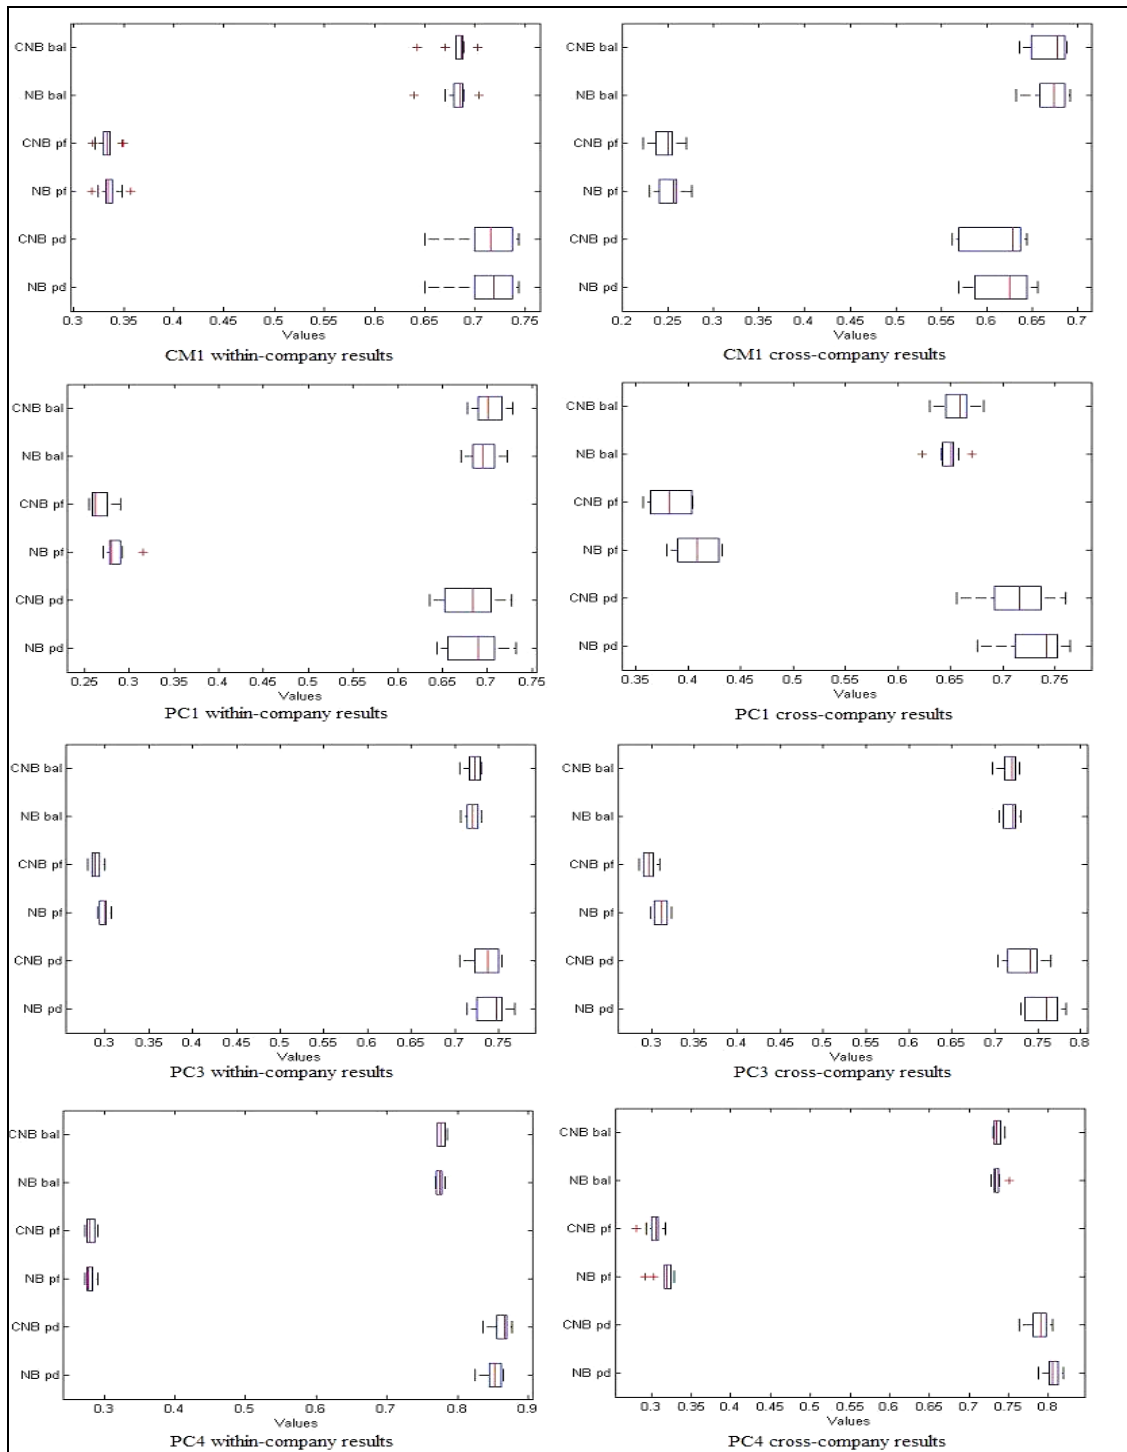 CNB bal
NB bal
CNB pf
NB pf
CNB pd
NB pd
0.3 0.35 0.4 0.45 0.5 0.55 0.6 0.65 0.7 0.75
Values
CM1 within-company results
CNB bal
NB bal
CNB pf
NB pf
CNB pd
NB pd
0.2 0.25 0.3 0.35 0.4 0.45 0.5 0.55 0.6 0.65 0.7
Values
CM1 cross-company results
CNB bal
NB bal
CNB pf
NB pf
CNB pd
NB pd
0.25 0.3 0.35 0.4 0.45 0.5 0.55 0.6 0.65 0.7 0.75
Values
PC1 within-company results
CNB bal
NB bal
CNB pf
NB pf
CNB pd
NB pd
0.35 0.4 0.45 0.5 0.55 0.6 0.65 0.7 0.75
Values
PC1 cross-company results
CNB bal
NB bal
CNB pf
NB pf
CNB pd
NB pd
0.3 0.35 0.4 0.45 0.5 0.55 0.6 0.65 0.7 0.75
Values
PC3 within-company results
CNB bal
NB bal
CNB pf
NB pf
CNB pd
NB pd
0.3 0.35 0.4 0.45 0.5 0.55 0.6 0.65 0.7 0.75 0.8
Values
PC3 cross-company results
CNB bal
NB bal
CNB pf
NB pf
CNB pd
NB pd
0.3 0.4 0.5 0.6 0.7 0.8 0.9
Values
PC4 within-company results
CNB bal
NB bal
CNB pf
NB pf
CNB pd
NB pd
0.3 0.35 0.4 0.45 0.5 0.55 0.6 0.65 0.7 0.75 0.8
Values
PC4 cross-company results